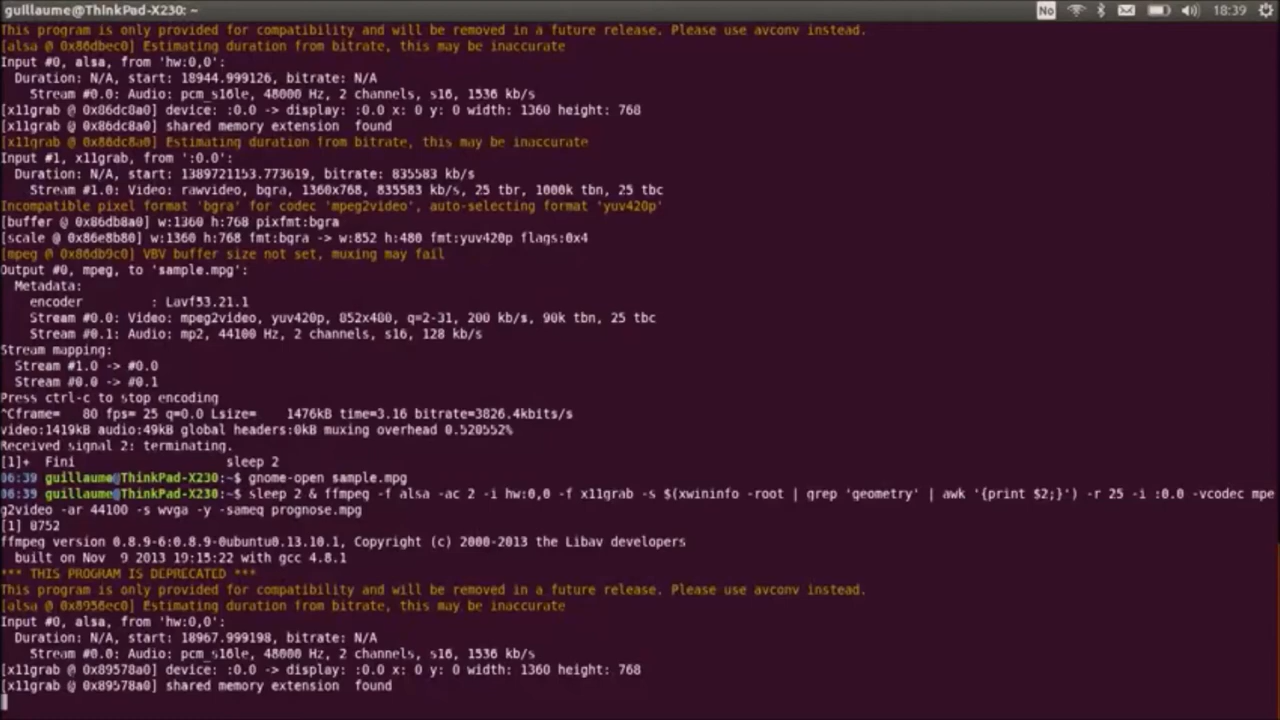 guillaume@ThinkPad-X230: ~
No
18:39
This program is only provided for compatibility and will be removed in a future release. Please use avconv instead.
[alsa @ 0x86dbec0] Estimating duration from bitrate, this may be inaccurate
Input #0, alsa, from 'hw:0,0':
Duration: N/A, start: 18944.999126, bitrate: N/A
Stream #0.0: Audio: pcm_s16le, 48000 Hz, 2 channels, s16, 1536 kb/s
[x11grab @ 0x86dc8a0] device: :0.0 -> display: :0.0 x: 0 y: 0 width: 1360 height: 768
[x11grab @ 0x86dc8a0] shared memory extension  found
[x11grab @ 0x86dc8a0] Estimating duration from bitrate, this may be inaccurate
Input #1, x11grab, from ':0.0':
Duration: N/A, start: 1389721153.773619, bitrate: 835583 kb/s
Stream #1.0: Video: rawvideo, bgra, 1360x768, 835583 kb/s, 25 tbr, 1000k tbn, 25 tbc
Incompatible pixel format 'bgra' for codec 'mpeg2video', auto-selecting format 'yuv420p'
[buffer @ 0x86db8a0] w:1360 h:768 pixfmt:bgra
[scale @ 0x86e8b80] w:1360 h:768 fmt:bgra -> w:852 h:480 fmt:yuv420p flags:0x4
[mpeg @ 0x86db9c0] VBV buffer size not set, muxing may fail
Output #0, mpeg, to 'sample.mpg':
Metadata:
encoder         : Lavf53.21.1
Stream #0.0: Video: mpeg2video, yuv420p, 852x480, q=2-31, 200 kb/s, 90k tbn, 25 tbc
Stream #0.1: Audio: mp2, 44100 Hz, 2 channels, s16, 128 kb/s
Stream mapping:
Stream #1.0 -> #0.0
Stream #0.0 -> #0.1
Press ctrl-c to stop encoding
^Cframe=   80 fps= 25 q=0.0 Lsize=    1476kB time=3.16 bitrate=3826.4kbits/s
video:1419kB audio:49kB global headers:0kB muxing overhead 0.520552%
Received signal 2: terminating.
[1]+  Fini                    sleep 2
06:39 guillaume@ThinkPad-X230:~$ gnome-open sample.mpg
06:39 guillaume@ThinkPad-X230:~$ sleep 2 & ffmpeg -f alsa -ac 2 -i hw:0,0 -f x11grab -s $(xwininfo -root | grep 'geometry' | awk '{print $2;}') -r 25 -i :0.0 -vcodec mpe
g2video -ar 44100 -s wvga -y -sameq prognose.mpg
[1] 8752
ffmpeg version 0.8.9-6:0.8.9-0ubuntu0.13.10.1, Copyright (c) 2000-2013 the Libav developers
built on Nov  9 2013 19:15:22 with gcc 4.8.1
*** THIS PROGRAM IS DEPRECATED ***
This program is only provided for compatibility and will be removed in a future release. Please use avconv instead.
[alsa @ 0x8956ec0] Estimating duration from bitrate, this may be inaccurate
Input #0, alsa, from 'hw:0,0':
Duration: N/A, start: 18967.999198, bitrate: N/A
Stream #0.0: Audio: pcm_s16le, 48000 Hz, 2 channels, s16, 1536 kb/s
[x11grab @ 0x89578a0] device: :0.0 -> display: :0.0 x: 0 y: 0 width: 1360 height: 768
[x11grab @ 0x89578a0] shared memory extension  found